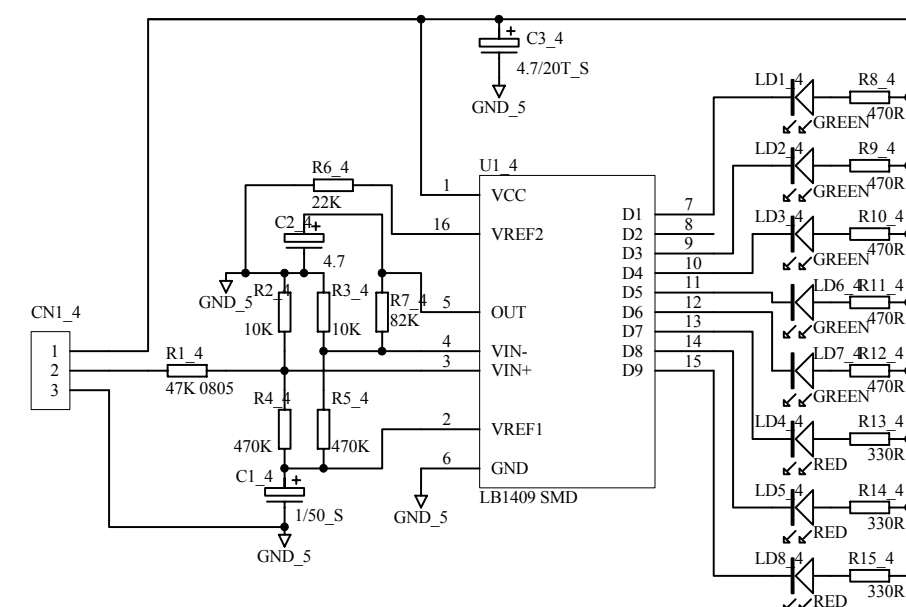 C3_4
4.7/20T_S
GND_5
LD1_4
R8_4
GREEN
470R
LD2_4
R9_4
GREEN
470R
LD3_4
R10_4
GREEN
470R
LD6_4
R11_4
GREEN
470R
LD7_4
R12_4
GREEN
470R
LD4_4
R13_4
RED
330R
LD5_4
R14_4
RED
330R
LD8_4
R15_4
RED
330R
U1_4
1 VCC
16 VREF2
5 OUT
4 VIN-
3 VIN+
2 VREF1
6 GND
LB1409 SMD
D1 7
D2 8
D3 9
D4 10
D5 11
D6 12
D7 13
D8 14
D9 15
R6_4
22K
C2_4
4.7
GND_5
R2_4
10K
R3_4
10K
R7_4
82K
CN1_4
1
2
3
R1_4
47K 0805
R4_4
470K
R5_4
470K
C1_4
1/50_S
GND_5
GND_5